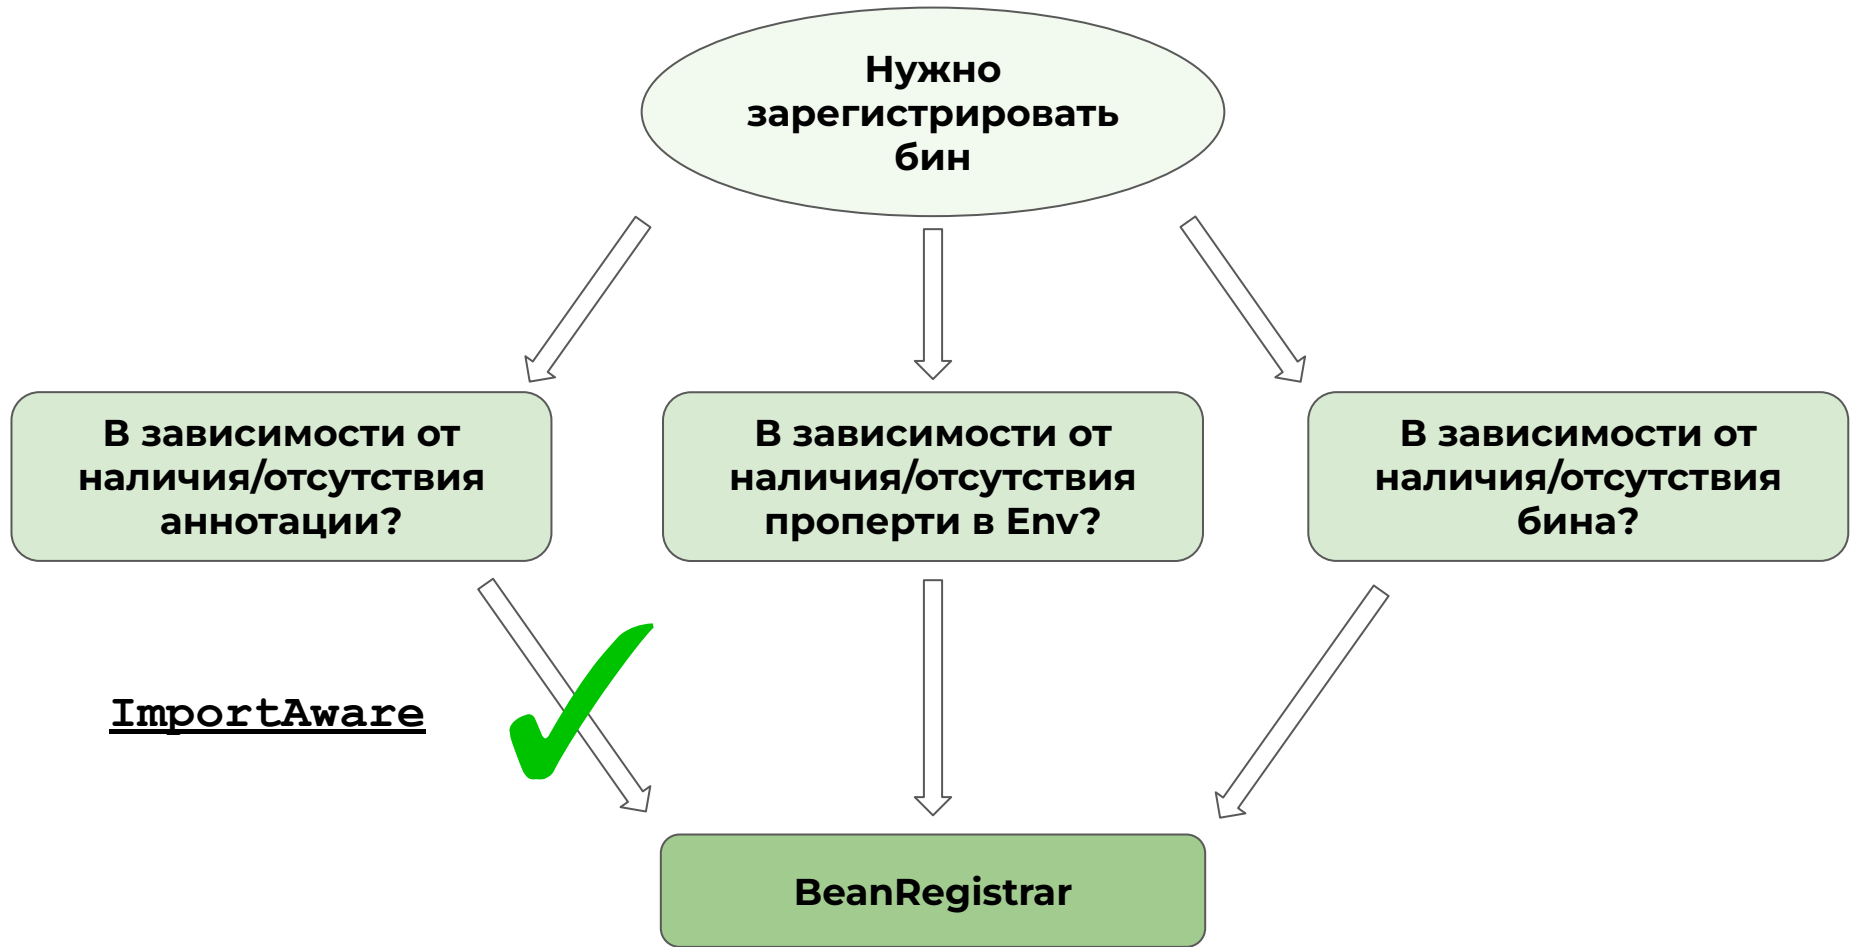 Нужно
зарегистрировать
бин
В зависимости от
наличия/отсутствия
аннотации?
В зависимости от
наличия/отсутствия
проперти в Env?
В зависимости от
наличия/отсутствия
бина?
ImportAware
BeanRegistrar